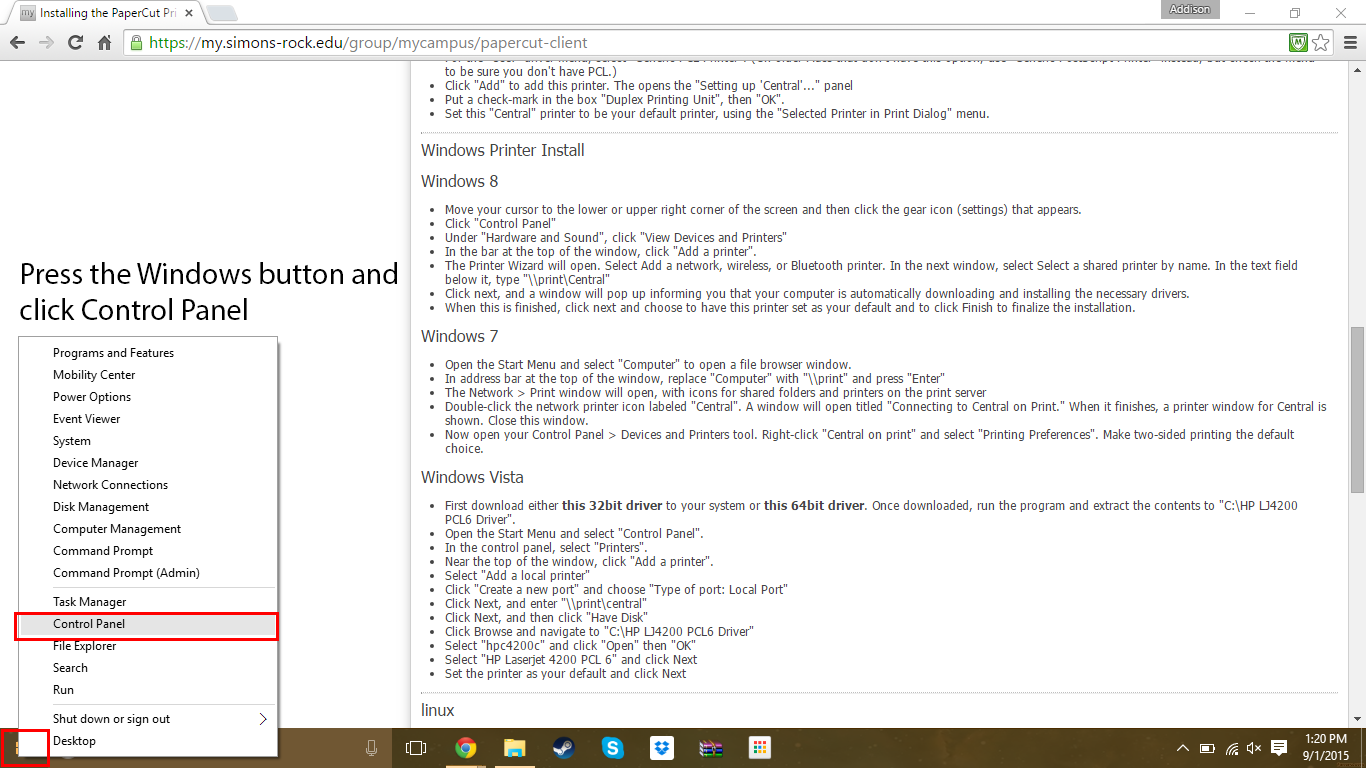 my Installing the PaperCut Pri
Addison
https://my.simons-rock.edu/group/mycampus/papercut-client
to be sure you don't have PCL.)
Click "Add" to add this printer. The opens the "Setting up 'Central'..." panel
Put a check-mark in the box "Duplex Printing Unit", then "OK".
Set this "Central" printer to be your default printer, using the "Selected Printer in Print Dialog" menu.
Windows Printer Install
Windows 8
Move your cursor to the lower or upper right corner of the screen and then click the gear icon (settings) that appears.
Click "Control Panel"
Under "Hardware and Sound", click "View Devices and Printers"
In the bar at the top of the window, click "Add a printer".
The Printer Wizard will open. Select Add a network, wireless, or Bluetooth printer. In the next window, select Select a shared printer by name. In the text field
below it, type "\\print\Central"
Click next, and a window will pop up informing you that your computer is automatically downloading and installing the necessary drivers.
When this is finished, click next and choose to have this printer set as your default and to click Finish to finalize the installation.
Windows 7
Open the Start Menu and select "Computer" to open a file browser window.
In address bar at the top of the window, replace "Computer" with "\\print" and press "Enter"
The Network > Print window will open, with icons for shared folders and printers on the print server
Double-click the network printer icon labeled "Central". A window will open titled "Connecting to Central on Print." When it finishes, a printer window for Central is
shown. Close this window.
Now open your Control Panel > Devices and Printers tool. Right-click "Central on print" and select "Printing Preferences". Make two-sided printing the default
choice.
Windows Vista
First download either this 32bit driver to your system or this 64bit driver. Once downloaded, run the program and extract the contents to "C:\HP LJ4200
PCL6 Driver".
Open the Start Menu and select "Control Panel".
In the control panel, select "Printers".
Near the top of the window, click "Add a printer".
Select "Add a local printer"
Click "Create a new port" and choose "Type of port: Local Port"
Click Next, and enter "\\print\central"
Click Next, and then click "Have Disk"
Click Browse and navigate to "C:\HP LJ4200 PCL6 Driver"
Select "hpc4200c" and click "Open" then "OK"
Select "HP Laserjet 4200 PCL 6" and click Next
Set the printer as your default and click Next
linux
Press the Windows button and
click Control Panel
Programs and Features
Mobility Center
Power Options
Event Viewer
System
Device Manager
Network Connections
Disk Management
Computer Management
Command Prompt
Command Prompt (Admin)
Task Manager
Control Panel
File Explorer
Search
Run
Shut down or sign out
Desktop
1:20 PM
9/1/2015